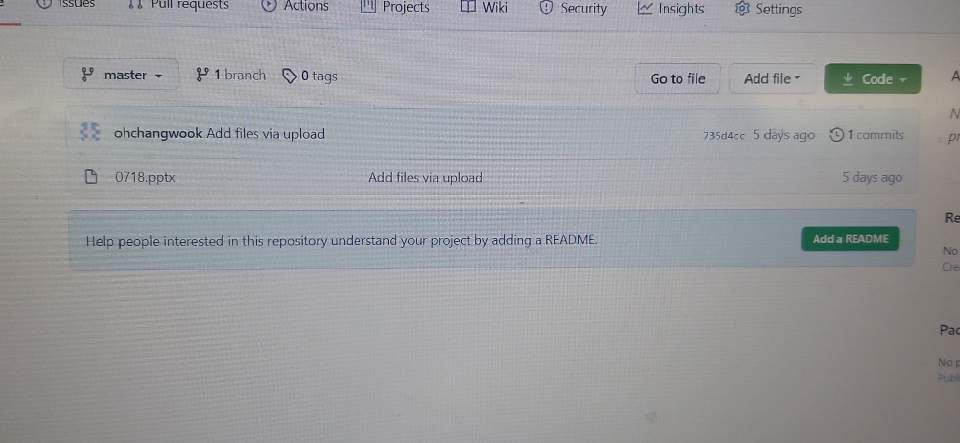 Issues Pull requests Actions Projects Wiki Security Insights Settings
master 1 branch 0 tags Go to file Add file Code
ohchangwook Add files via upload 735d4cc 5 days ago 1 commits
0718.pptx Add files via upload 5 days ago
Help people interested in this repository understand your project by adding a README. Add a README
Re
No
Cre
Pac
No p
Publi